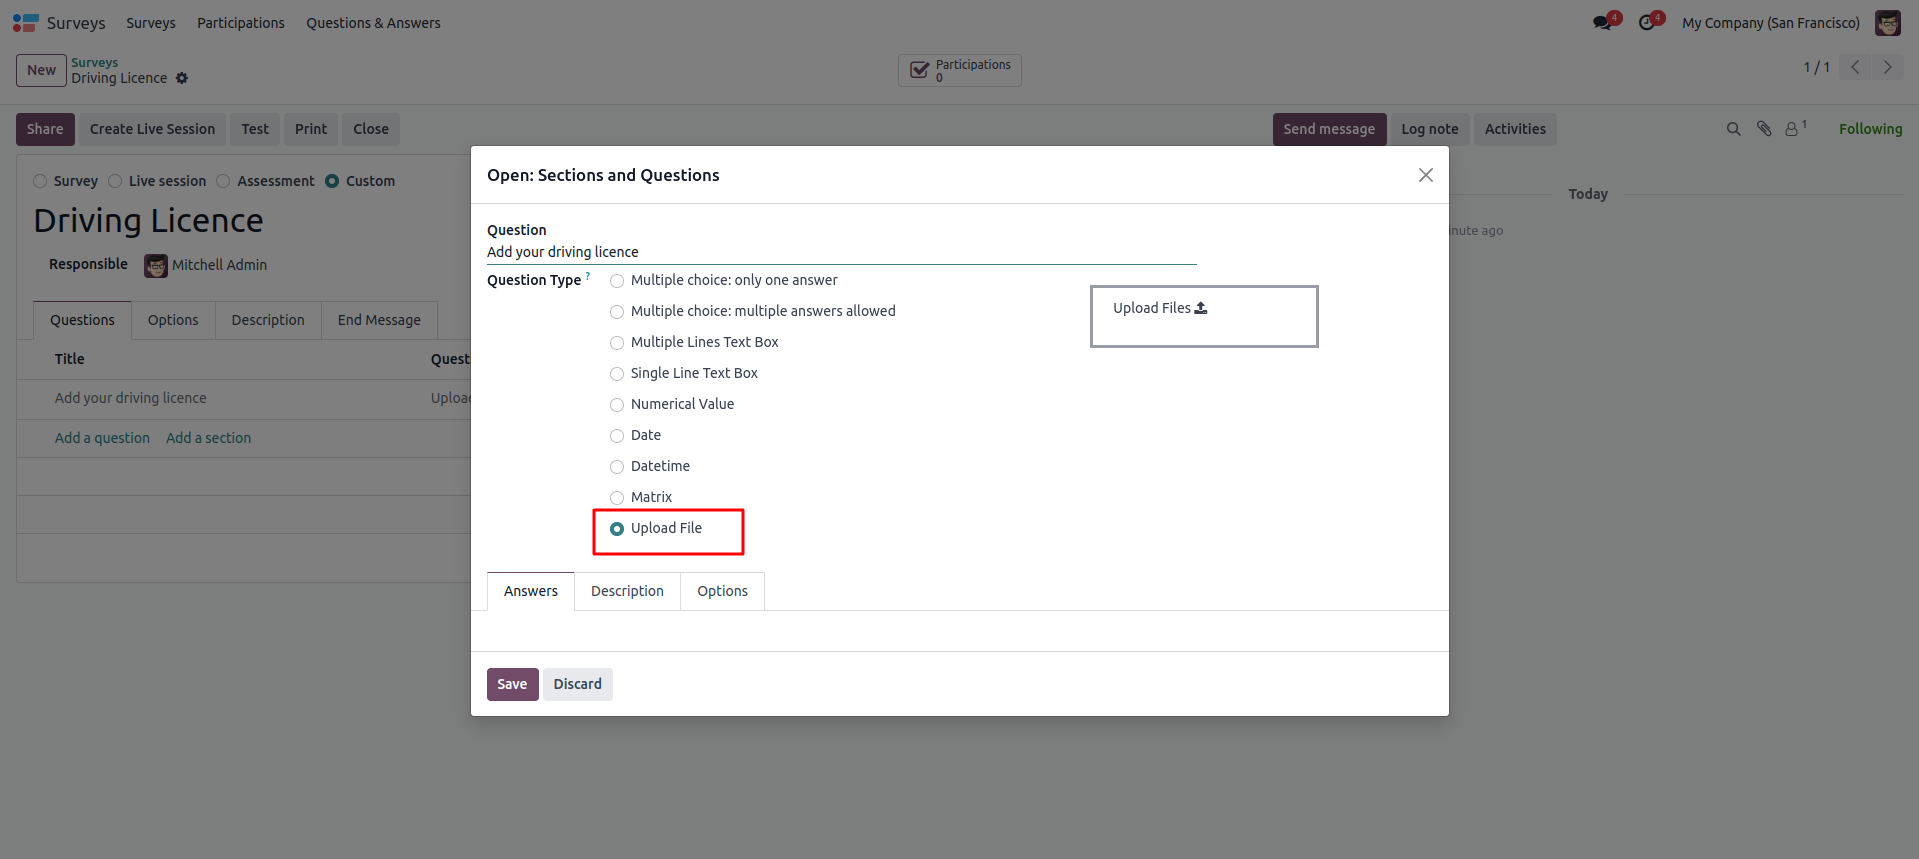 Surveys Surveys Participations Questions & Answers 4 4 My Company (San Francisco)
New Surveys
Driving Licence
Participations
0
1 / 1
Share Create Live Session Test Print Close Send message Log note Activities 1 Following
Open: Sections and Questions
Survey Live session Assessment Custom
Today
Driving Licence
Responsible Mitchell Admin
ago
Questions Options Description End Message
Title
Add your driving licence
Add a question Add a section
Question
Add your driving licence
Question Type ?
Multiple choice: only one answer
Multiple choice: multiple answers allowed
Multiple Lines Text Box
Single Line Text Box
Numerical Value
Date
Datetime
Matrix
Upload File
Upload Files
Answers Description Options
Save Discard